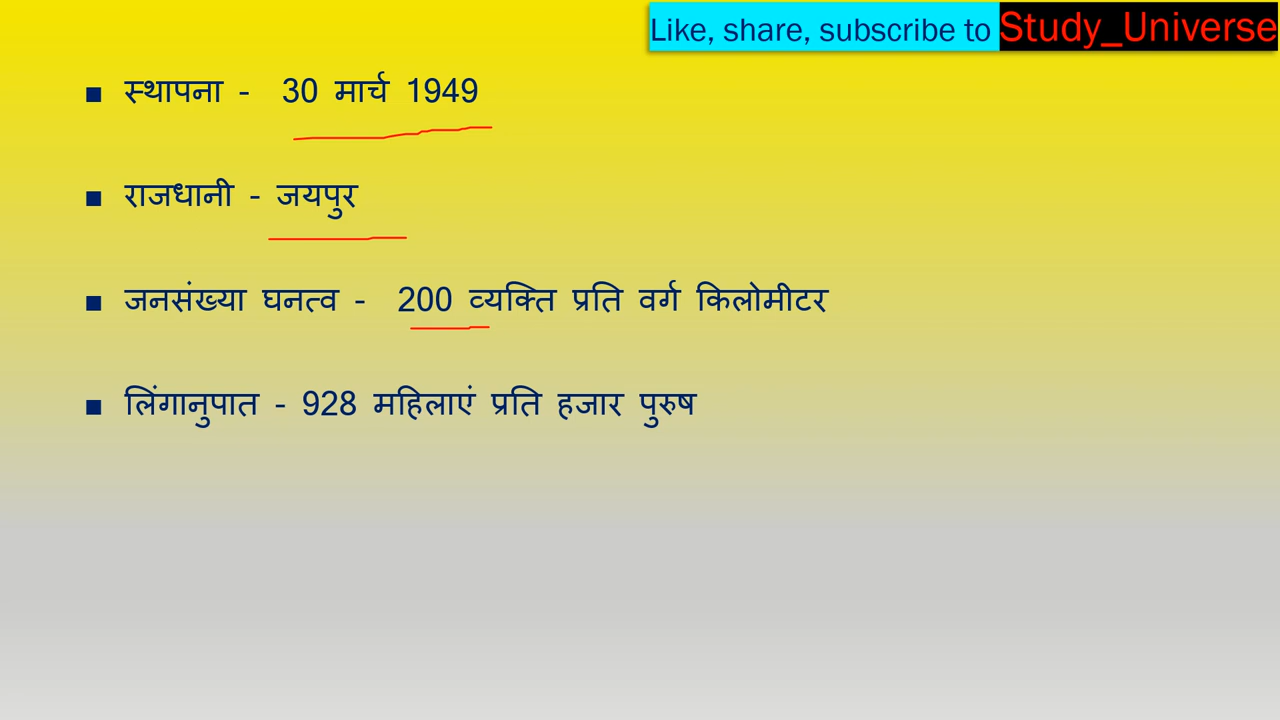 Like, share, subscribe to Study_Universe
▪ स्थापना - 30 मार्च 1949
▪ राजधानी - जयपुर
▪ जनसंख्या घनत्व - 200 व्यक्ति प्रति वर्ग किलोमीटर
▪ लिंगानुपात - 928 महिलाएं प्रति हजार पुरुष